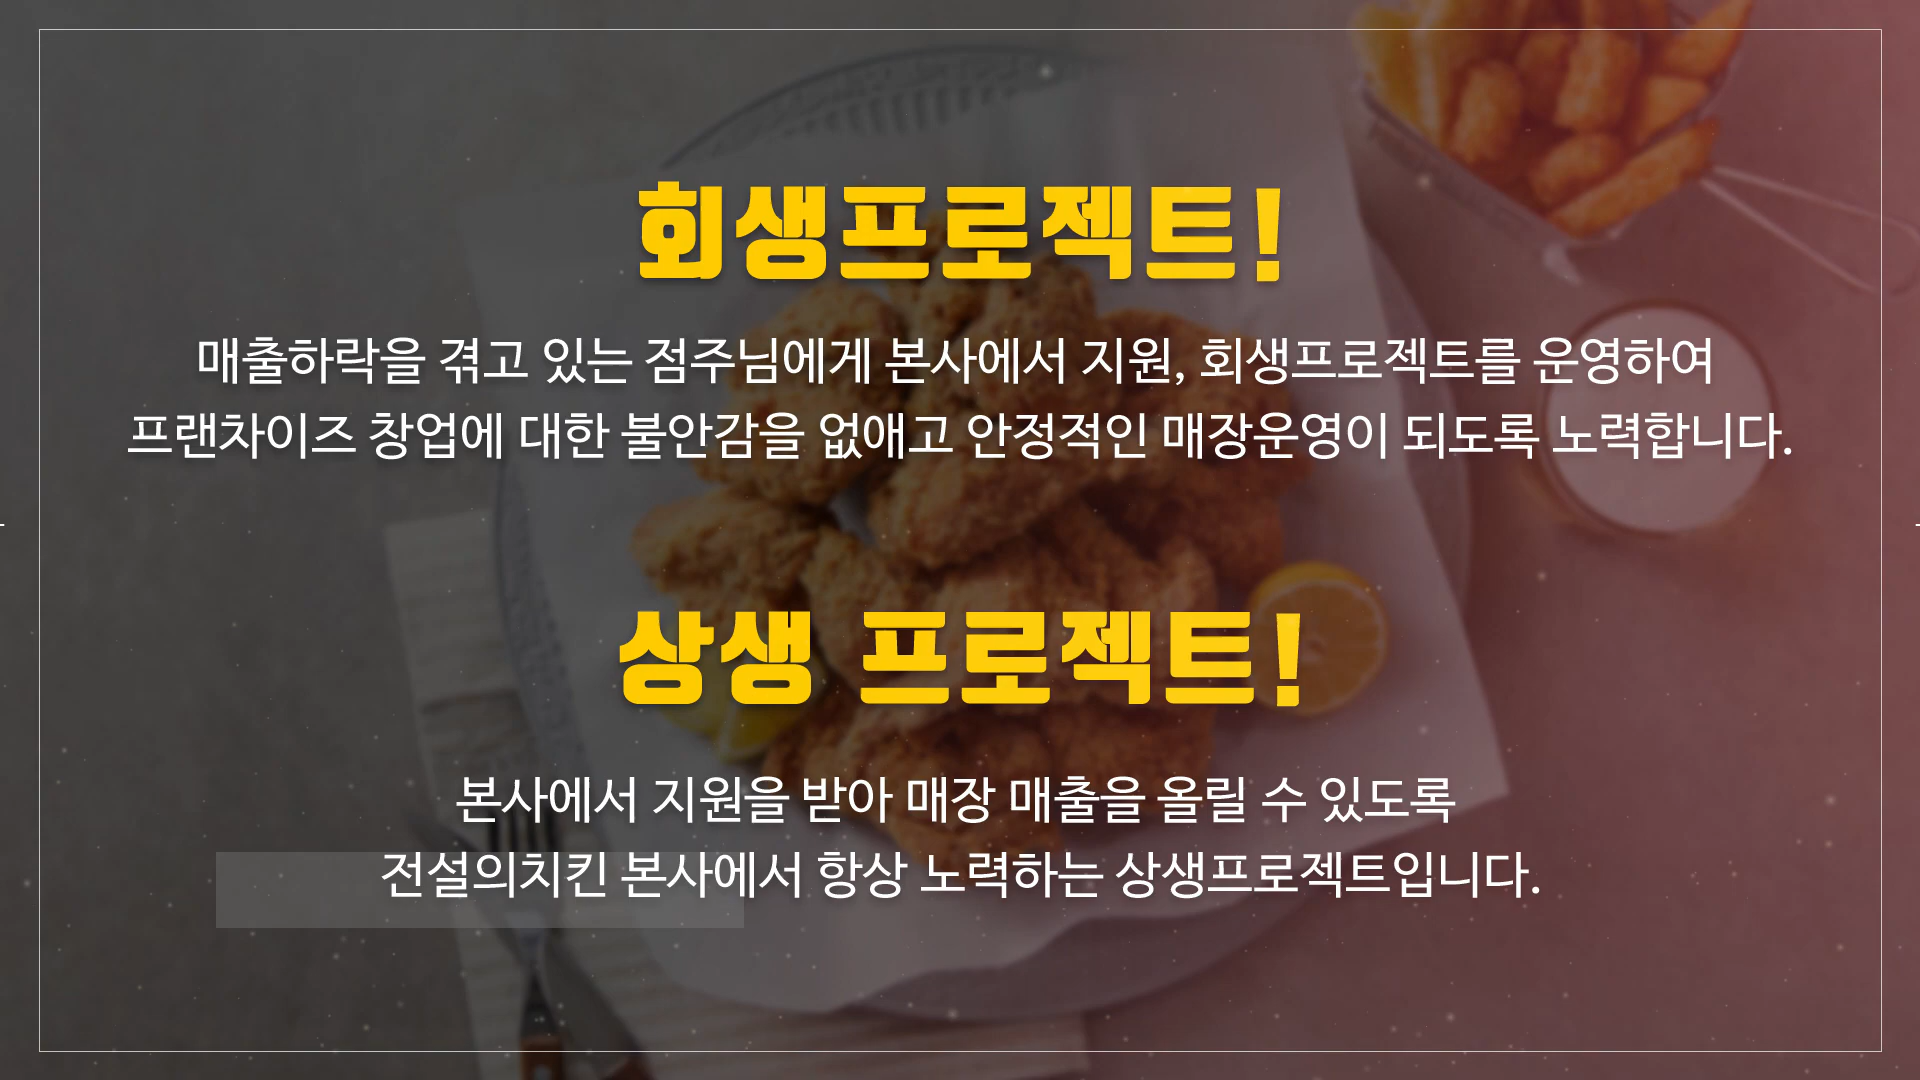 회생프로젝트!
매출하락을 겪고 있는 점주님에게 본사에서 지원, 회생프로젝트를 운영하여
프랜차이즈 창업에 대한 불안감을 없애고 안정적인 매장운영이 되도록 노력합니다.
상생 프로젝트!
본사에서 지원을 받아 매장 매출을 올릴 수 있도록
전설의치킨 본사에서 항상 노력하는 상생프로젝트입니다.